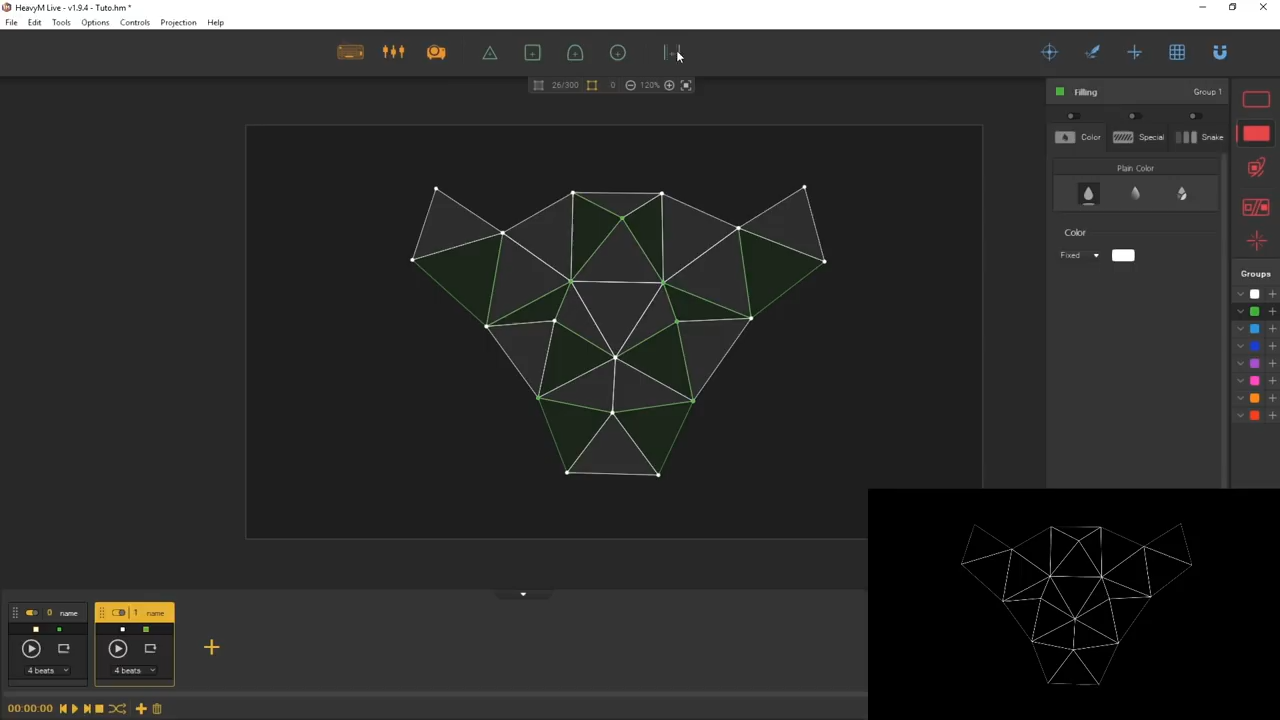 HeavyM Live - v1.9.4 - Tuto.hm *
File Edit Tools Options Controls Projection Help
26/300 0 120%
Filling Group 1
Color Special Snake
Plain Color
Color
Fixed
Groups
0 name
1 name
4 beats
4 beats
00:00:00